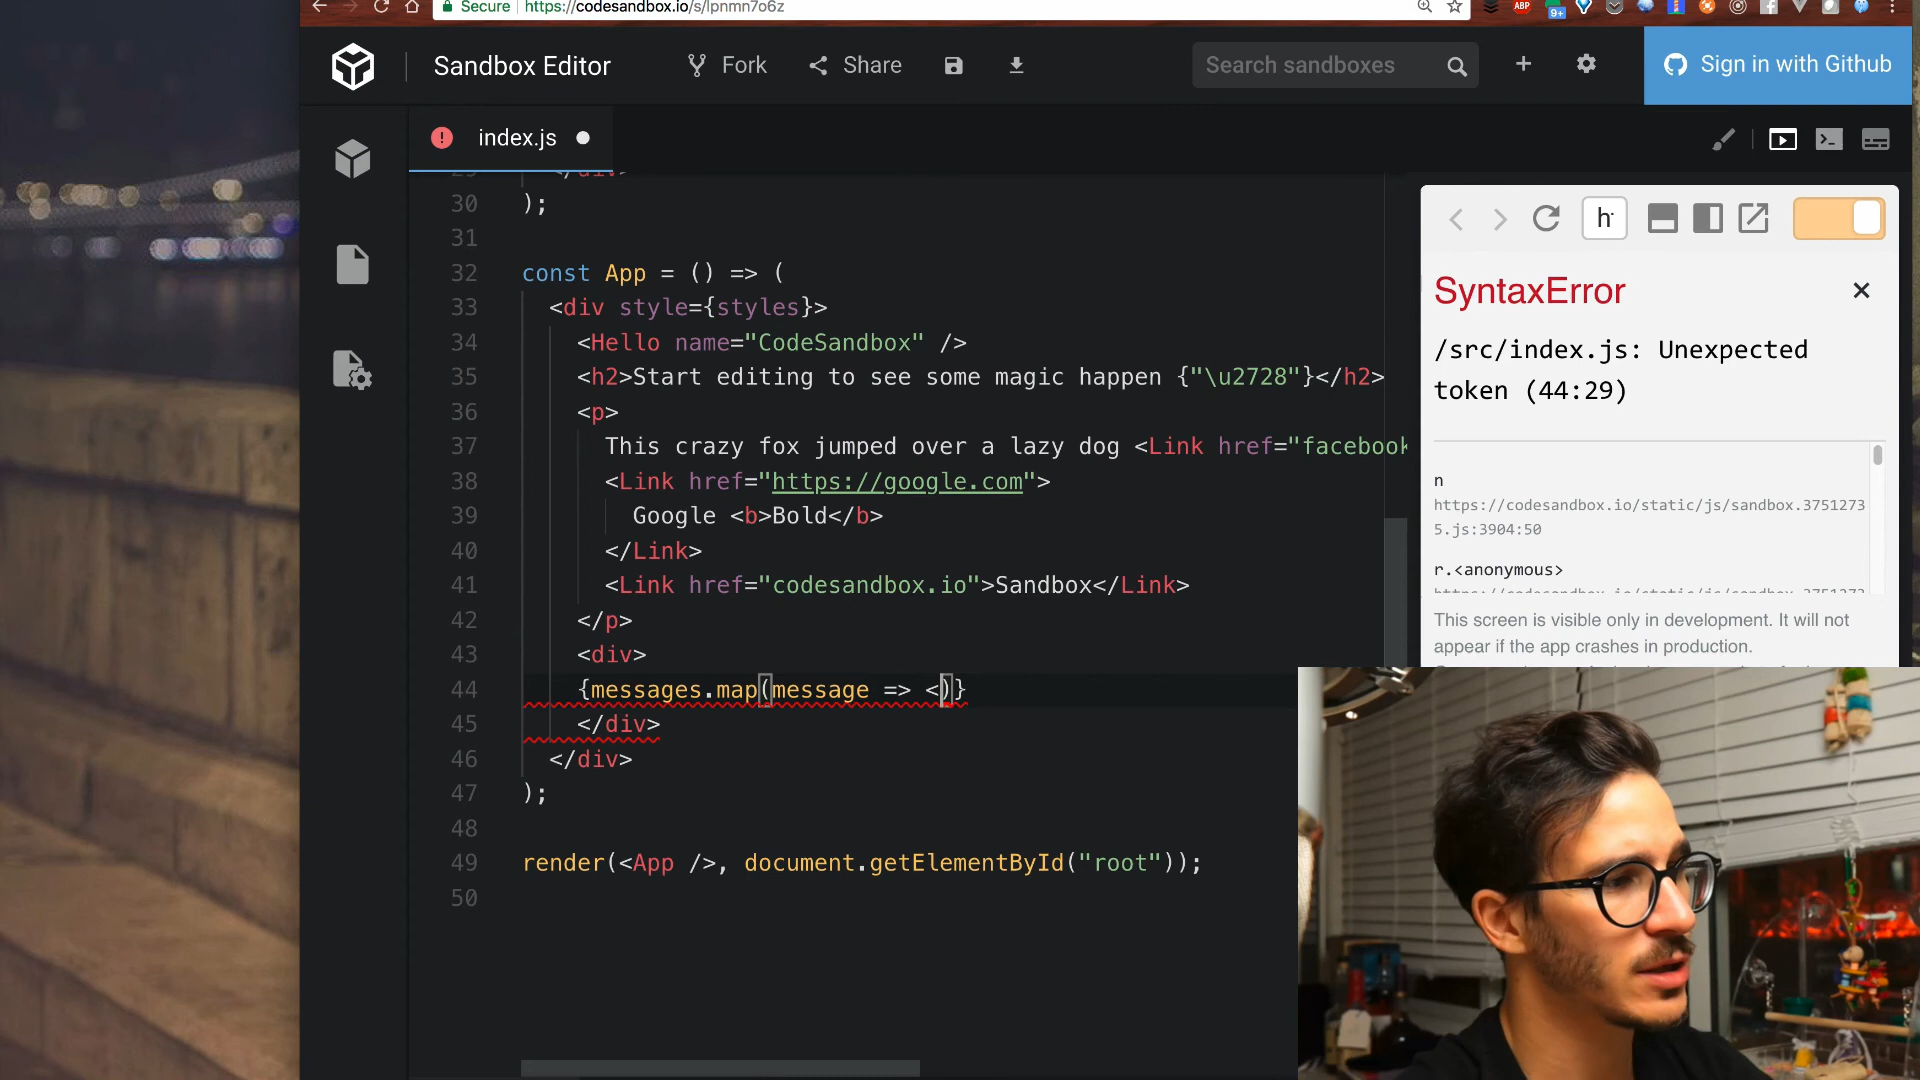 Secure https://codesandbox.io/s/lpnmn7o6z
ABP
9+
Sandbox Editor Fork Share Search sandboxes Sign in with Github
index.js
30 );
31
32 const App = () => (
33 <div style={styles}>
34 <Hello name="CodeSandbox" />
35 <h2>Start editing to see some magic happen {"\u2728"}</h2>
36 <p>
37 This crazy fox jumped over a lazy dog <Link href="facebook
38 <Link href="https://google.com">
39 Google <b>Bold</b>
40 </Link>
41 <Link href="codesandbox.io">Sandbox</Link>
42 </p>
43 <div>
44 {messages.map(message => <)}
45 </div>
46 </div>
47 );
48
49 render(<App />, document.getElementById("root"));
50
SyntaxError
/src/index.js: Unexpected
token (44:29)
n
https://codesandbox.io/static/js/sandbox.3751273
5.js:3904:50
r.<anonymous>
This screen is visible only in development. It will not
appear if the app crashes in production.